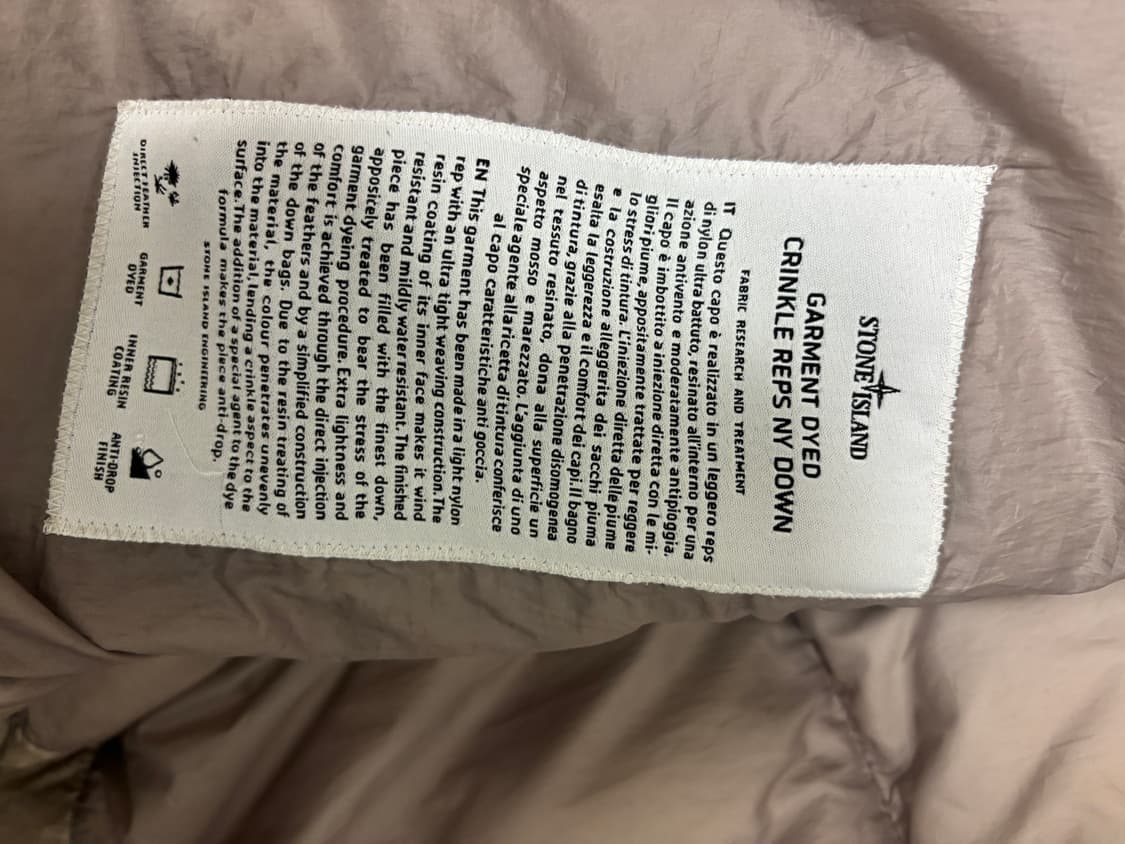 STONE ISLAND
GARMENT DYED
CRINKLE REPS NY DOWN
FABRIC RESEARCH AND TREATMENT
IT Questo capo è realizzato in un leggero reps
di nylon ultra battuto, resinato all'interno per una
azione antivento e moderatamente antipioggia.
Il capo è imbottito a iniezione diretta con le mi-
gliori piume, appositamente trattate per reggere
lo stress di tintura. L'iniezione diretta delle piume
e la costruzione alleggerita dei sacchi piuma
esalta la leggerezza e il comfort dei capi. Il bagno
di tintura, grazie alla penetrazione disomogenea
nel tessuto resinato, dona alla superficie un
aspetto mosso e marezzato. L'aggiunta di uno
speciale agente alla ricetta di tintura conferisce
al capo caratteristiche anti goccia.
EN This garment has been made in a light nylon
rep with an ultra tight weaving construction. The
resin coating of its inner face makes it wind
resistant and mildly water resistant. The finished
piece has been filled with the finest down,
apposicely treated to bear the stress of the
garment dyeing procedure. Extra lightness and
comfort is achieved through the direct injection
of the feathers and by a simplified construction
of the down bags. Due to the resin treating of
the material, the colour penetrates unevenly
into the material, lending a crinkle aspect to the
surface. The addition of a special agent to the dye
formula makes the piece anti-drop.
STONE ISLAND ENGINEERING
DIRECT FEATHER
INJECTION
GARMENT
DYED
INNER RESIN
COATING
ANTI-DROP
FINISH